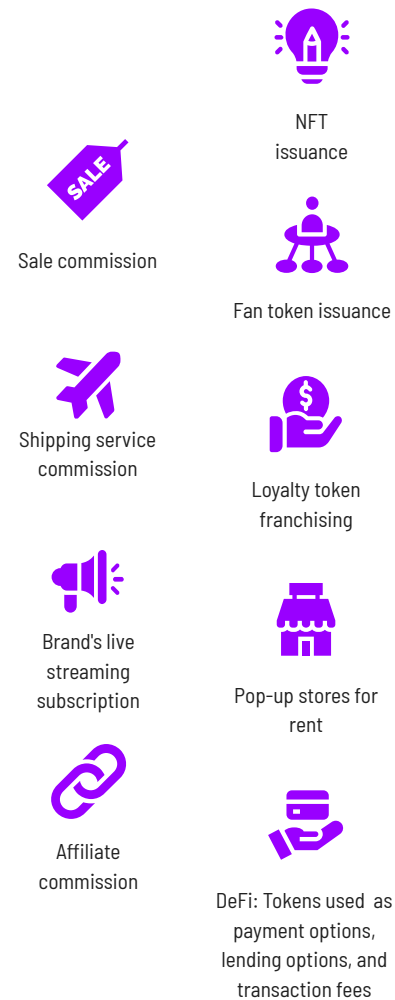 SALE
Sale commission
Shipping service
commission
Brand's live
streaming
subscription
Affiliate
commission
NFT
issuance
Fan token issuance
$
Loyalty token
franchising
Pop-up stores for
rent
DeFi: Tokens used as
payment options,
lending options, and
transaction fees